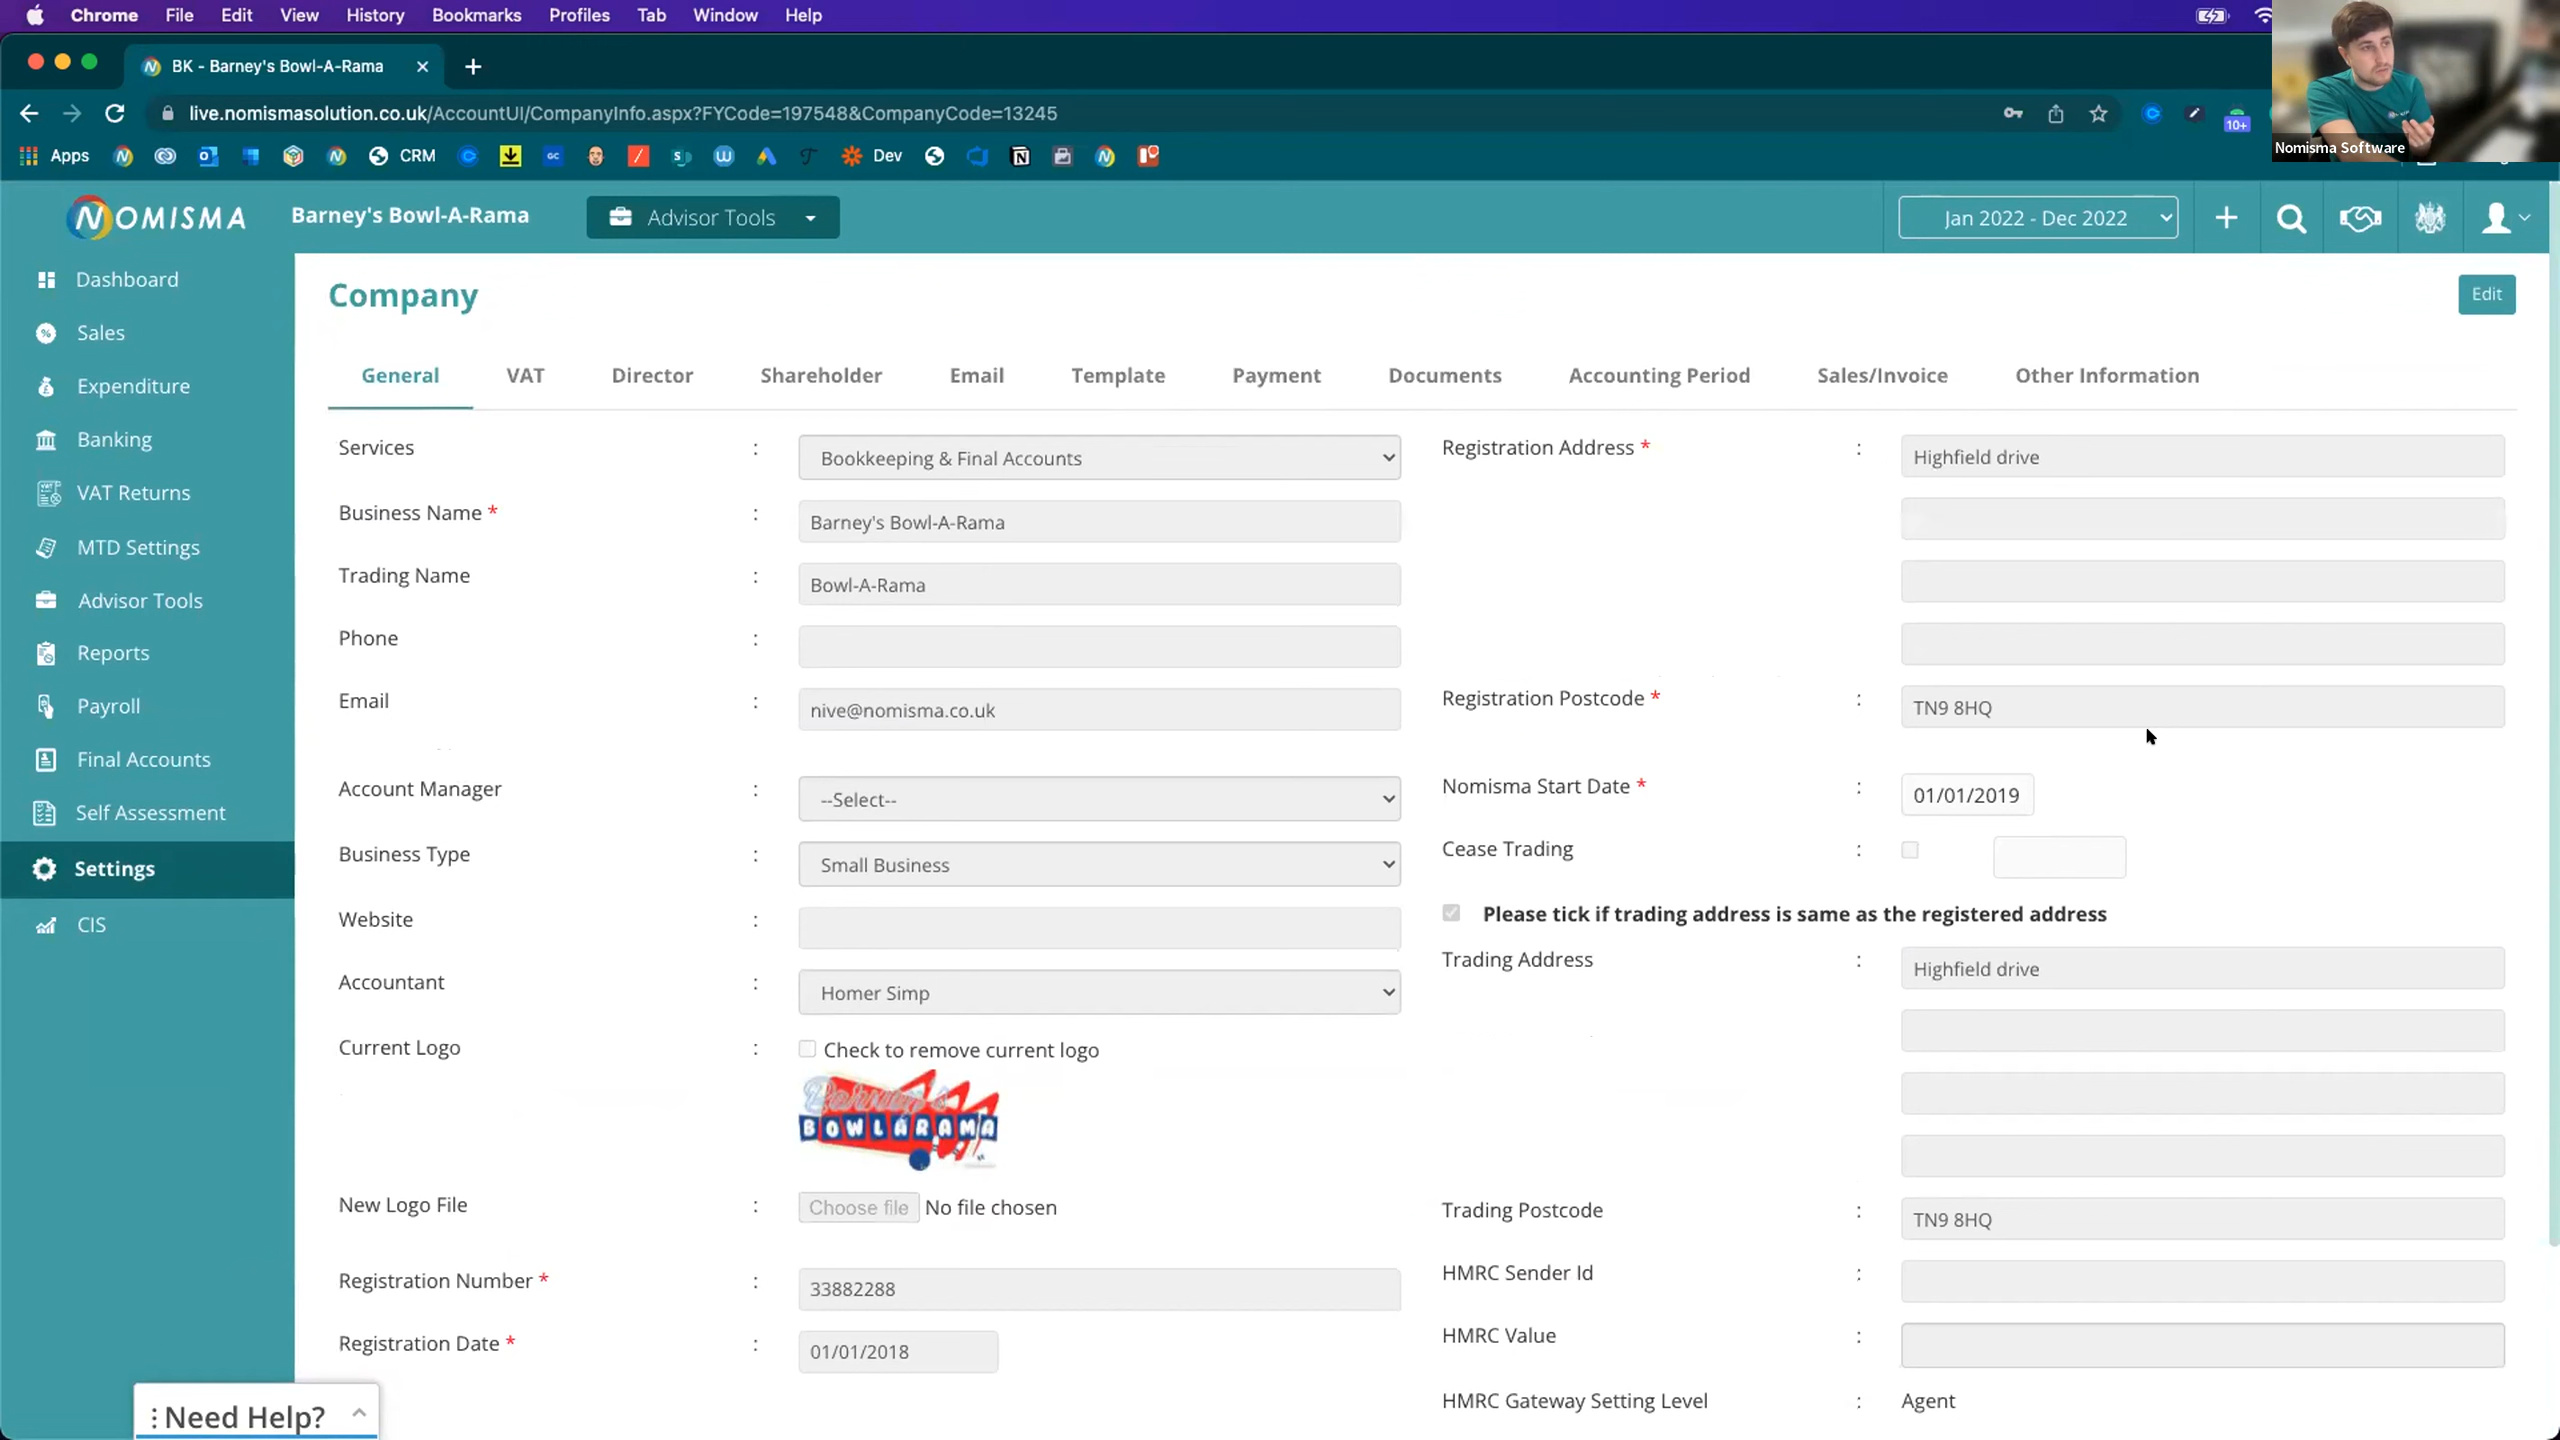 Chrome File Edit View History Bookmarks Profiles Tab Window Help
BK - Barney's Bowl-A-Rama
live.nomismasolution.co.uk/AccountUI/CompanyInfo.aspx?FYCode=197548&CompanyCode=13245
10+
Apps CRM GC Dev
Nomisma Software
NOMISMA Barney's Bowl-A-Rama Advisor Tools Jan 2022 - Dec 2022
Dashboard
Sales
Expenditure
Banking
VAT Returns
MTD Settings
Advisor Tools
Reports
Payroll
Final Accounts
Self Assessment
Settings
CIS
Company Edit
General VAT Director Shareholder Email Template Payment Documents Accounting Period Sales/Invoice Other Information
Services : Bookkeeping & Final Accounts
Business Name * : Barney's Bowl-A-Rama
Trading Name : Bowl-A-Rama
Phone :
Email : nive@nomisma.co.uk
Account Manager : --Select--
Business Type : Small Business
Website :
Accountant : Homer Simp
Current Logo : Check to remove current logo
Barney's
BOWLARAMA
New Logo File : Choose file No file chosen
Registration Number * : 33882288
Registration Date * : 01/01/2018
Registration Address * : Highfield drive
Registration Postcode * : TN9 8HQ
Nomisma Start Date * : 01/01/2019
Cease Trading :
Please tick if trading address is same as the registered address
Trading Address : Highfield drive
Trading Postcode : TN9 8HQ
HMRC Sender Id :
HMRC Value :
HMRC Gateway Setting Level : Agent
Need Help?